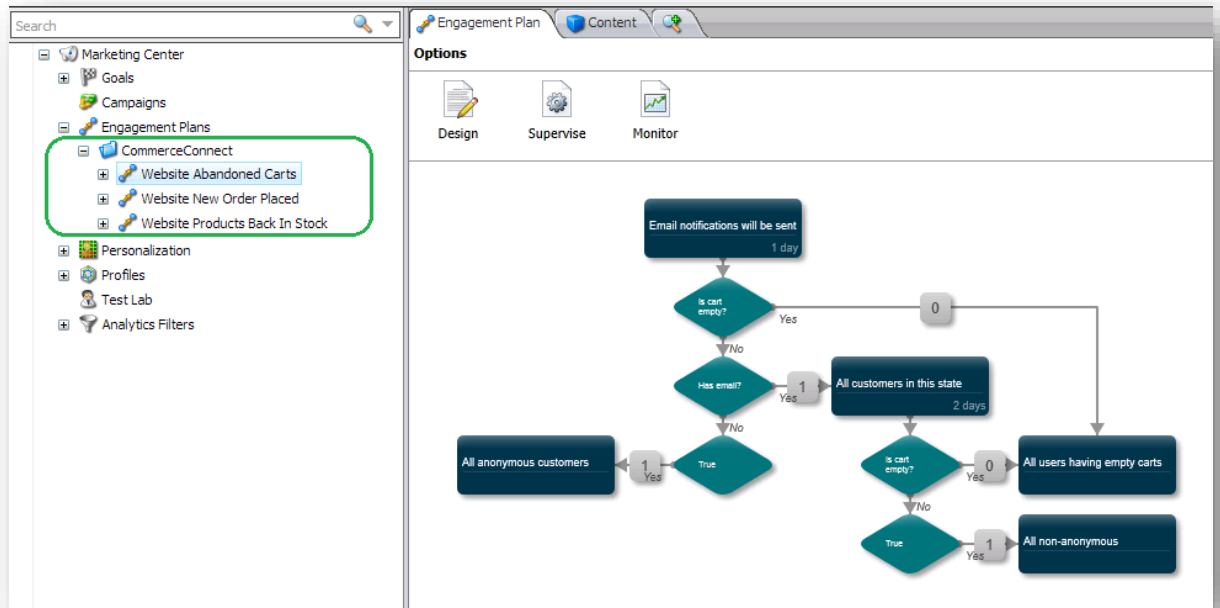 Search
Marketing Center
Goals
Campaigns
Engagement Plans
CommerceConnect
Website Abandoned Carts
Website New Order Placed
Website Products Back In Stock
Personalization
Profiles
Test Lab
Analytics Filters
Engagement Plan
Content
Options
Design
Supervise
Monitor
Email notifications will be sent
1 day
Is cart
empty?
Yes
0
No
Has email?
Yes
1
All customers in this state
2 days
No
All anonymous customers
1
Yes
True
Is cart
empty?
Yes
0
All users having empty carts
No
True
Yes
1
All non-anonymous